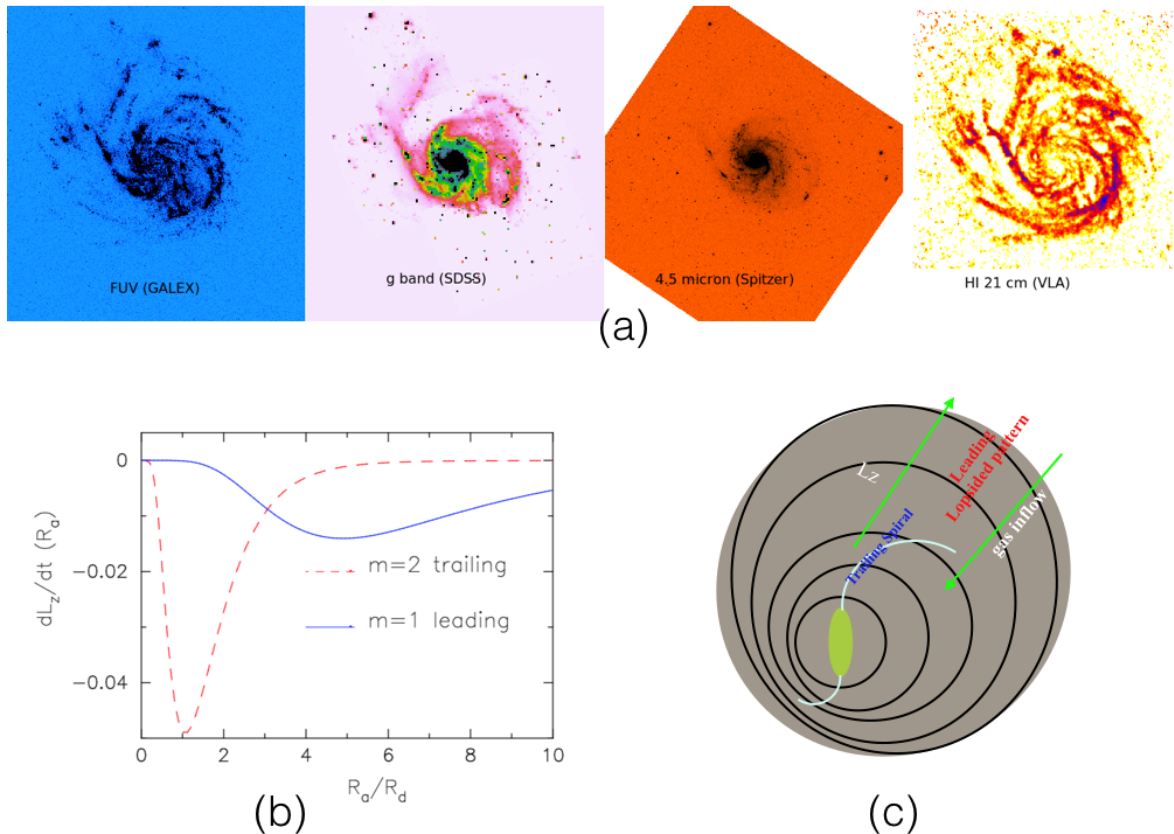 FUV (GALEX)
g band (SDSS)
4.5 micron (Spitzer)
HI 21 cm (VLA)
(a)
0
−0.02
−0.04
dL_z/dt (R_a)
m=2 trailing
m=1 leading
0 2 4 6 8 10
R_a/R_d
(b)
Lz
Leading
Lopsided pattern
gas inflow
Trailing Spiral
(c)